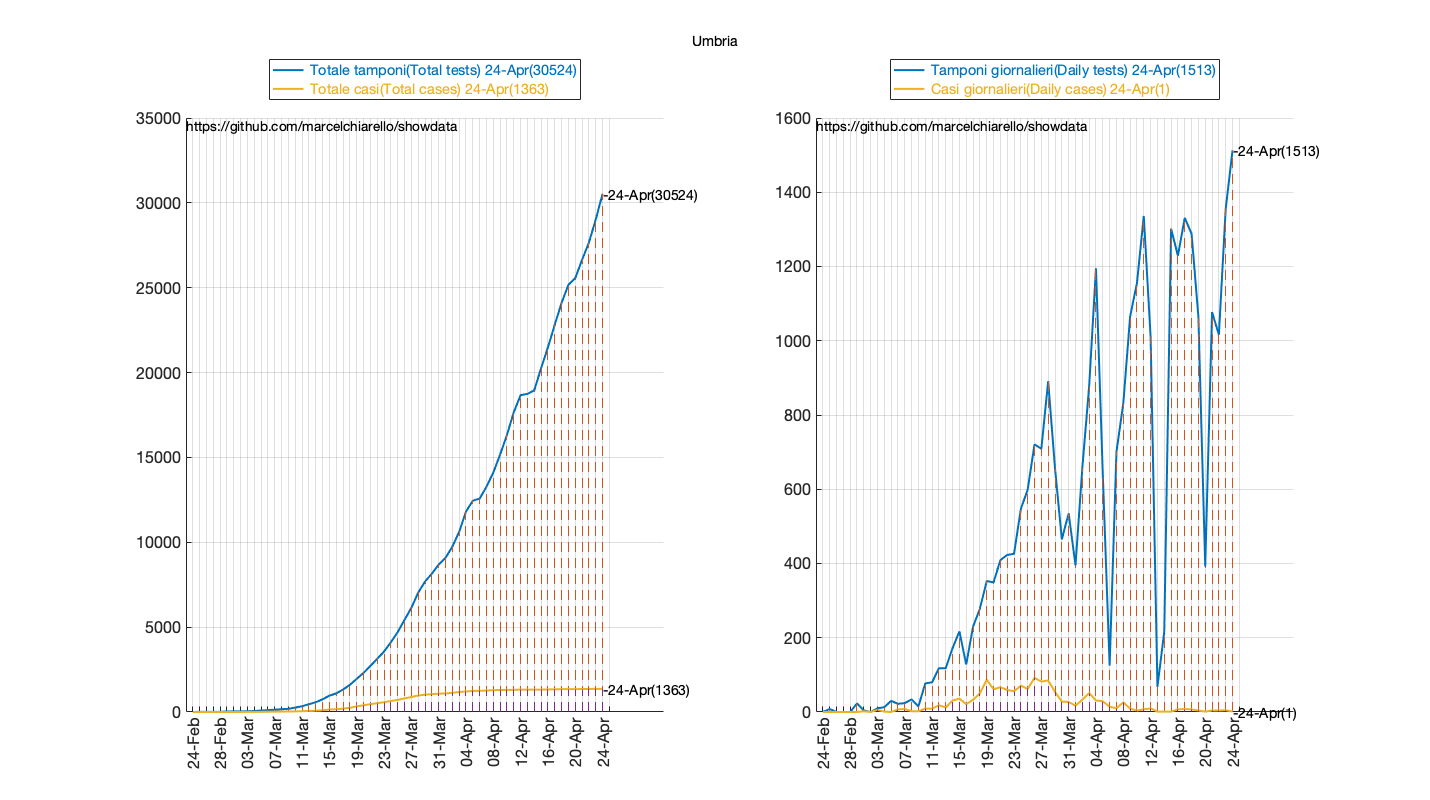 Umbria
Totale tamponi(Total tests) 24-Apr(30524)
Totale casi(Total cases) 24-Apr(1363)
35000
https://github.com/marcelchiarello/showdata
30000
25000
20000
15000
10000
5000
0
-24-Apr(30524)
-24-Apr(1363)
24-Feb
28-Feb
03-Mar
07-Mar
11-Mar
15-Mar
19-Mar
23-Mar
27-Mar
31-Mar
04-Apr
08-Apr
12-Apr
16-Apr
20-Apr
24-Apr
Tamponi giornalieri(Daily tests) 24-Apr(1513)
Casi giornalieri(Daily cases) 24-Apr(1)
1600
https://github.com/marcelchiarello/showdata
1400
1200
1000
800
600
400
200
0
-24-Apr(1513)
-24-Apr(1)
24-Feb
28-Feb
03-Mar
07-Mar
11-Mar
15-Mar
19-Mar
23-Mar
27-Mar
31-Mar
04-Apr
08-Apr
12-Apr
16-Apr
20-Apr
24-Apr